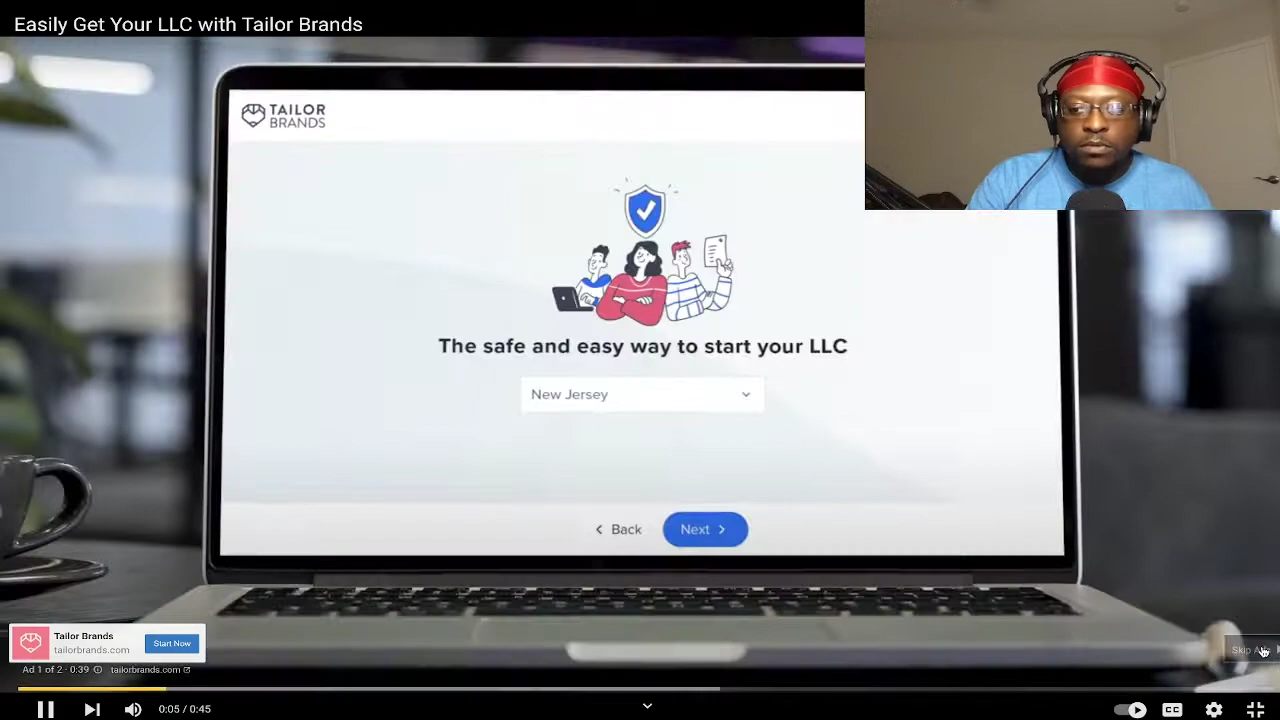 Easily Get Your LLC with Tailor Brands
TAILOR
BRANDS
The safe and easy way to start your LLC
New Jersey
Back
Next
Tailor Brands
tailorbrands.com
Start Now
Skip
Ad 1 of 2 · 0:39
tailorbrands.com
0:05 / 0:45
CC